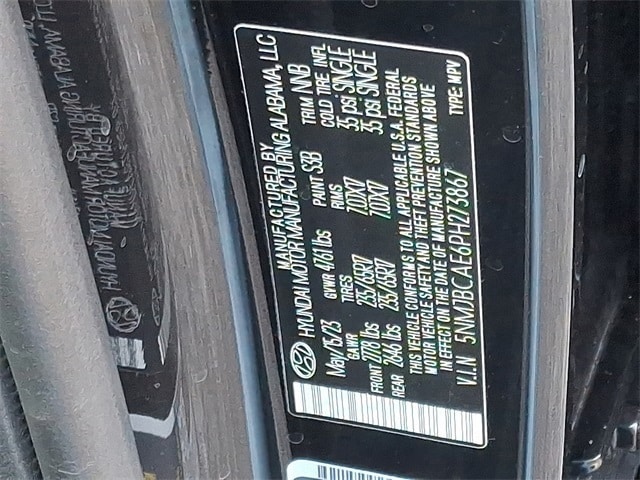 MANUFACTURED BY
HYUNDAI MOTOR MANUFACTURING ALABAMA, LLC
May/15/23 GVWR 4761 lbs PAINT S3B TRIM NNB
GAWR TIRES RIMS COLD TIRE INFL
FRONT 2778 lbs 235/65R17 7.0JX17 35 psi SINGLE
REAR 2646 lbs 235/65R17 7.0JX17 35 psi SINGLE
THIS VEHICLE CONFORMS TO ALL APPLICABLE U.S.A. FEDERAL
MOTOR VEHICLE SAFETY AND THEFT PREVENTION STANDARDS
IN EFFECT ON THE DATE OF MANUFACTURE SHOWN ABOVE
V.I.N 5NMJBCAE6PH273867 TYPE: MPV